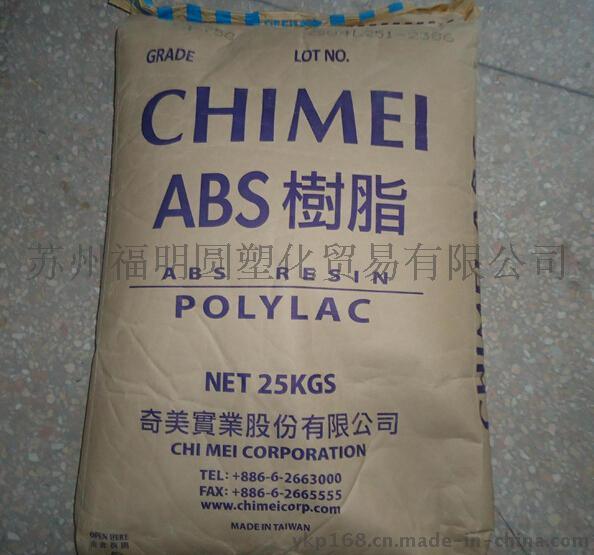 GRADE LOT NO.
CHIMEI
ABS 樹脂
苏州福明圆塑化贸易有限公司
ABS RESIN
POLYLAC
NET 25KGS
奇美實業股份有限公司
CHI MEI CORPORATION
TEL: +886-6-2663000
FAX: +886-6-2665555
www.chimeicorp.com
MADE IN TAIWAN
OPEN HERE
ykp168.cn.made-in-china.com